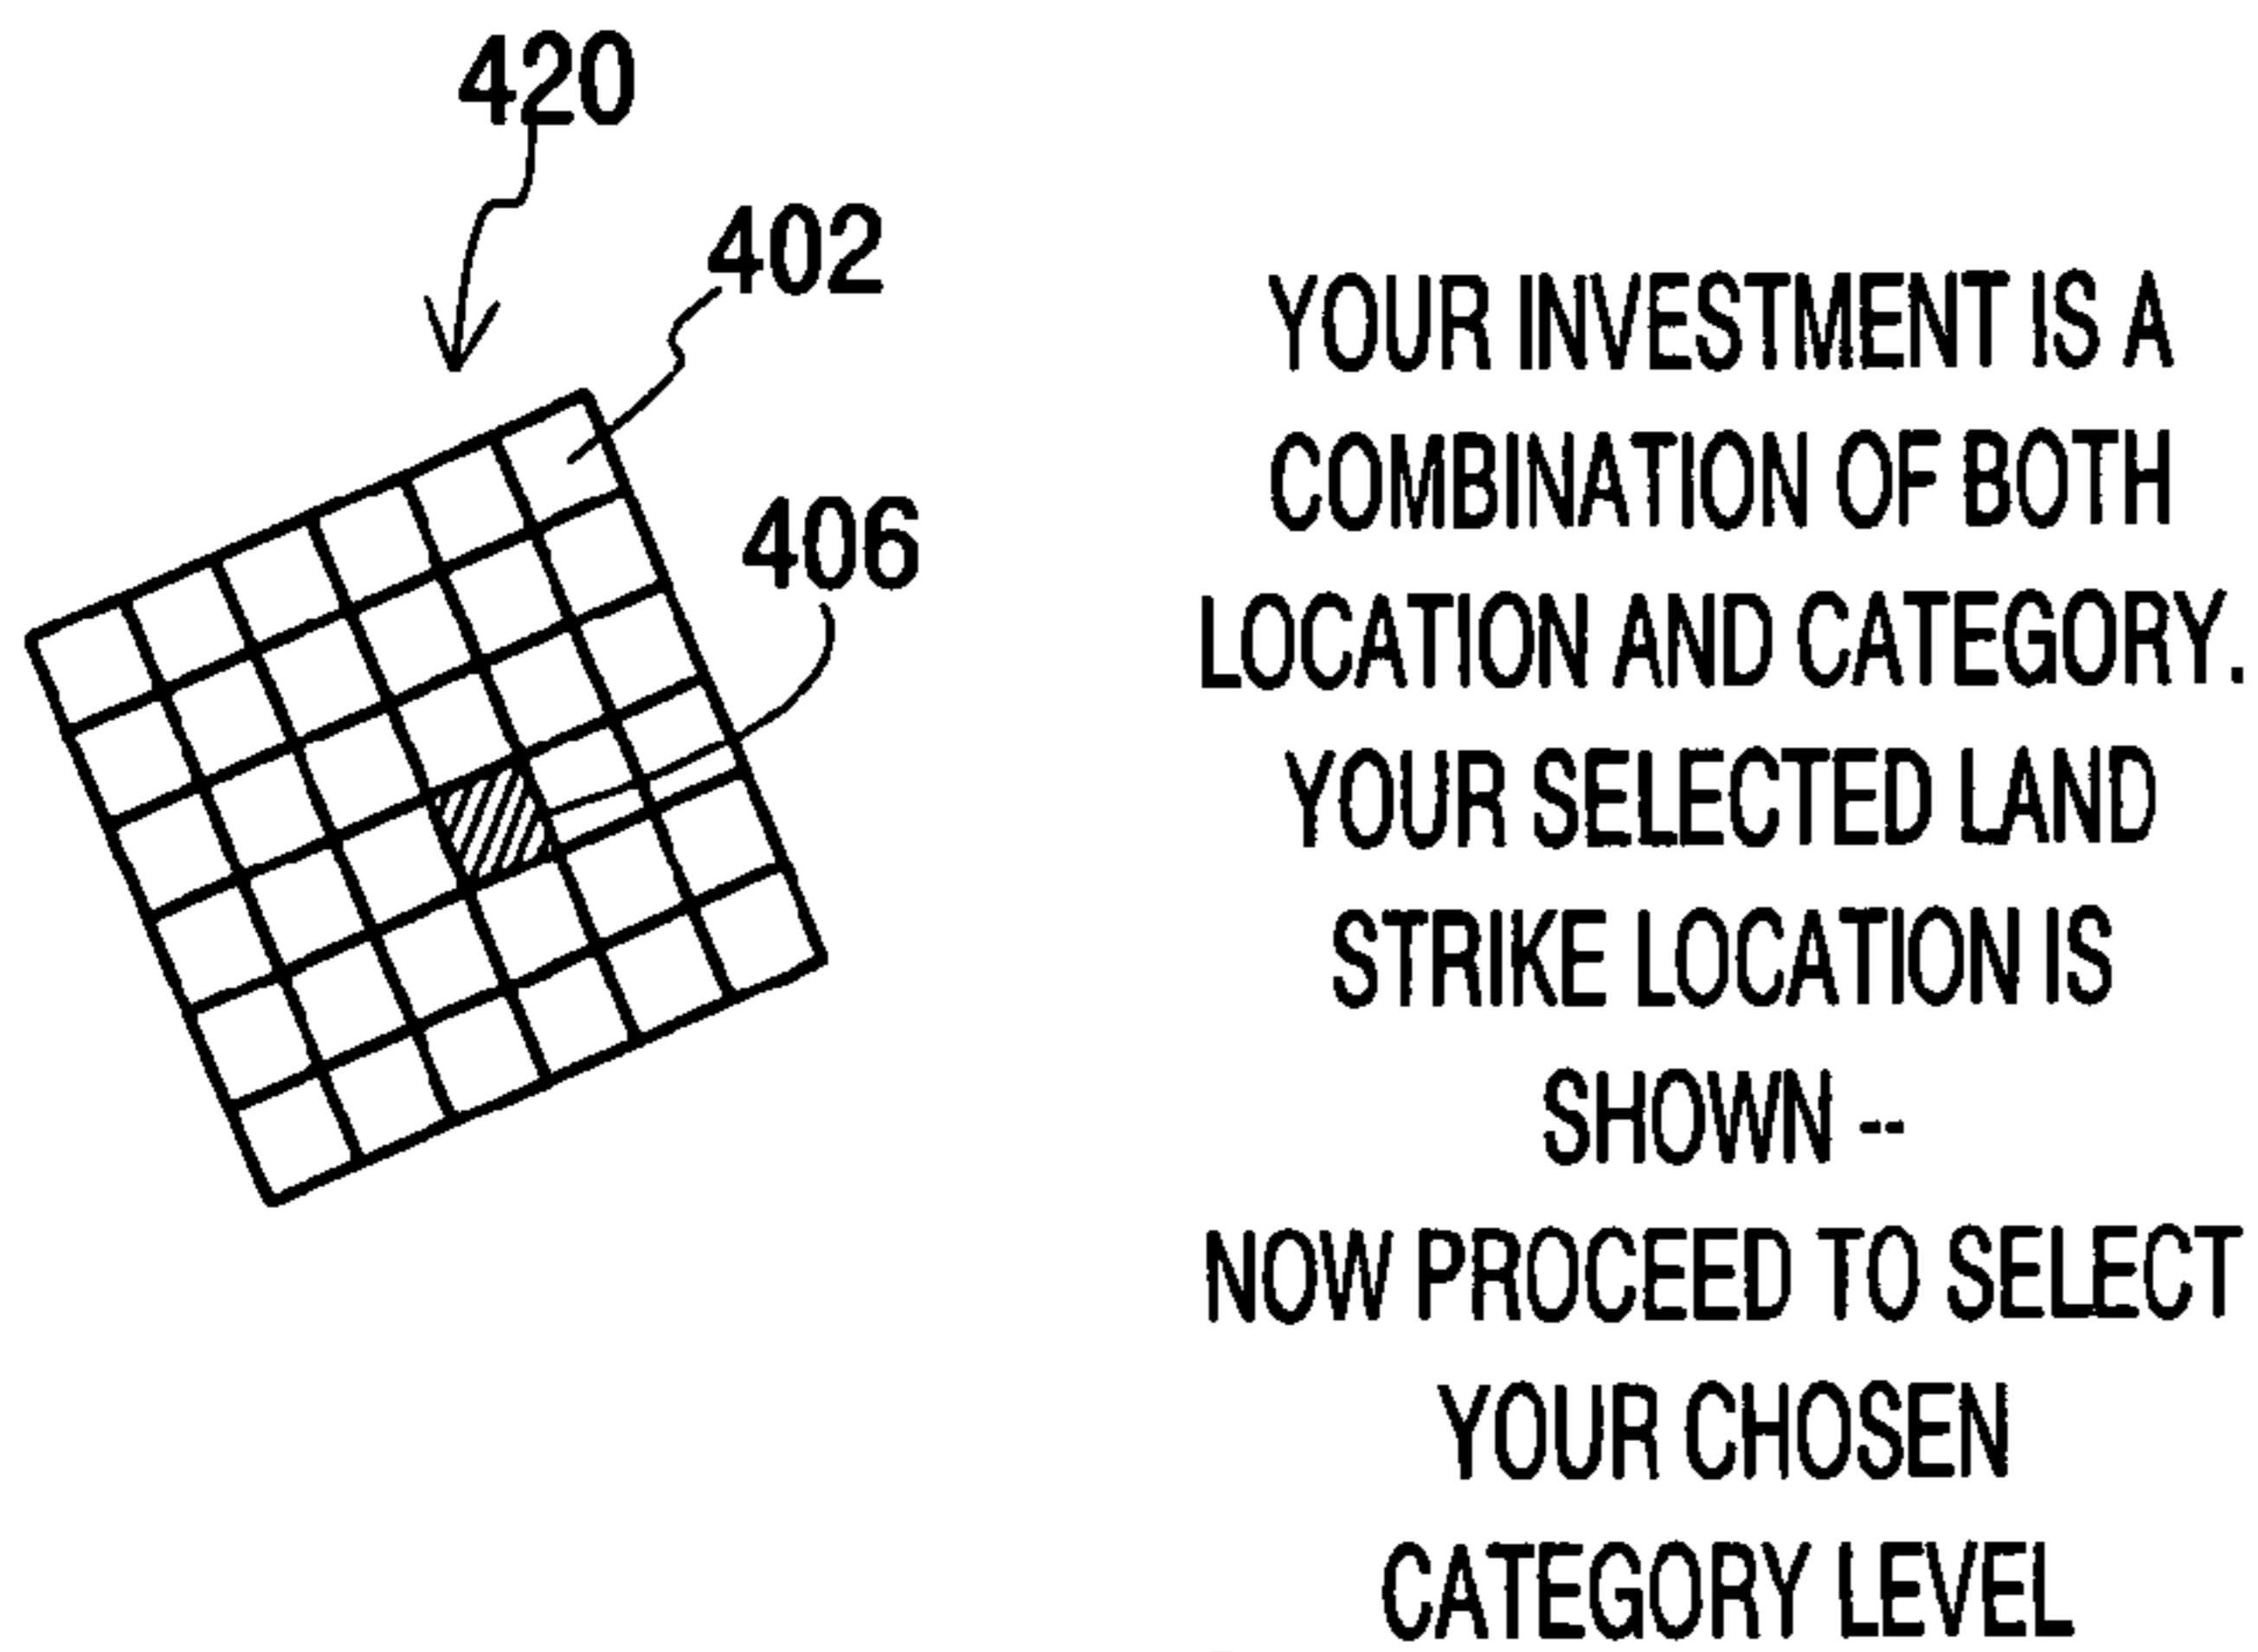 420
402
406
YOUR INVESTMENT IS A
COMBINATION OF BOTH
LOCATION AND CATEGORY.
YOUR SELECTED LAND
STRIKE LOCATION IS
SHOWN --
NOW PROCEED TO SELECT
YOUR CHOSEN
CATEGORY LEVEL